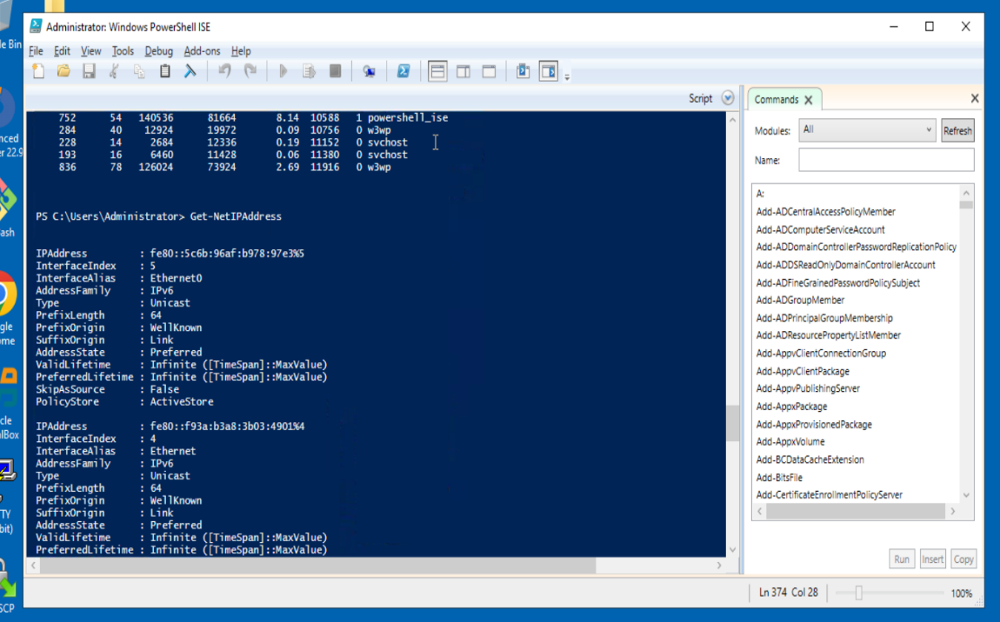 Administrator: Windows PowerShell ISE
File Edit View Tools Debug Add-ons Help
Script
752 54 140536 81664 8.14 10588 1 powershell_ise
284 40 12924 19972 0.09 10756 0 w3wp
228 14 2684 12336 0.19 11152 0 svchost
193 16 6460 11428 0.06 11380 0 svchost
836 78 126024 73924 2.69 11916 0 w3wp
PS C:\Users\Administrator> Get-NetIPAddress
IPAddress : fe80::5c6b:96af:b978:97e3%5
InterfaceIndex : 5
InterfaceAlias : Ethernet0
AddressFamily : IPv6
Type : Unicast
PrefixLength : 64
PrefixOrigin : WellKnown
SuffixOrigin : Link
AddressState : Preferred
ValidLifetime : Infinite ([TimeSpan]::MaxValue)
PreferredLifetime : Infinite ([TimeSpan]::MaxValue)
SkipAsSource : False
PolicyStore : ActiveStore
IPAddress : fe80::f93a:b3a8:3b03:4901%4
InterfaceIndex : 4
InterfaceAlias : Ethernet
AddressFamily : IPv6
Type : Unicast
PrefixLength : 64
PrefixOrigin : WellKnown
SuffixOrigin : Link
AddressState : Preferred
ValidLifetime : Infinite ([TimeSpan]::MaxValue)
PreferredLifetime : Infinite ([TimeSpan]::MaxValue)
Commands
Modules: All Refresh
Name:
A:
Add-ADCentralAccessPolicyMember
Add-ADComputerServiceAccount
Add-ADDomainControllerPasswordReplicationPolicy
Add-ADDSReadOnlyDomainControllerAccount
Add-ADFineGrainedPasswordPolicySubject
Add-ADGroupMember
Add-ADPrincipalGroupMembership
Add-ADResourcePropertyListMember
Add-AppvClientConnectionGroup
Add-AppvClientPackage
Add-AppvPublishingServer
Add-AppxPackage
Add-AppxProvisionedPackage
Add-AppxVolume
Add-BCDataCacheExtension
Add-BitsFile
Add-CertificateEnrollmentPolicyServer
Run Insert Copy
Ln 374 Col 28 100%
le Bin
nced
r 22.9
ash
gle
ome
cle
lBox
TY
bit)
SCP